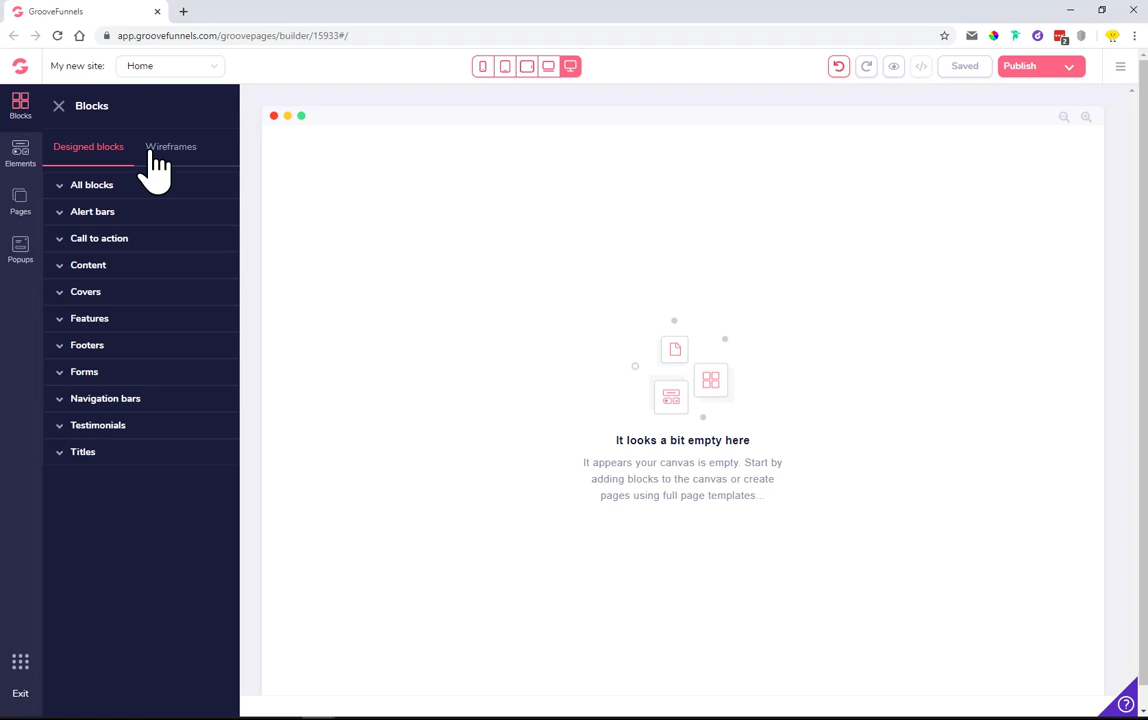 GrooveFunnels
app.groovefunnels.com/groovepages/builder/15933#/
2
My new site:
Home
Saved
Publish
Blocks
Elements
Pages
Popups
Exit
Blocks
Designed blocks
Wireframes
All blocks
Alert bars
Call to action
Content
Covers
Features
Footers
Forms
Navigation bars
Testimonials
Titles
It looks a bit empty here
It appears your canvas is empty. Start by
adding blocks to the canvas or create
pages using full page templates...